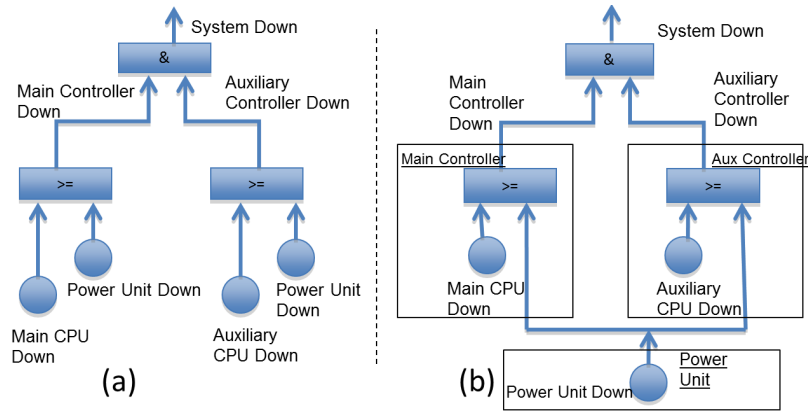 System Down
&
Main Controller
Down
Auxiliary
Controller Down
>=
>=
Power Unit Down
Power Unit
Down
Main CPU
Down
Auxiliary
CPU Down
(a)
System Down
&
Main
Controller
Down
Auxiliary
Controller
Down
Main Controller
Aux Controller
>=
>=
Main CPU
Down
Auxiliary
CPU Down
Power
Unit
Power Unit Down
(b)